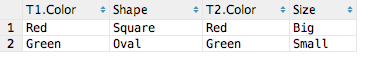 T1.Color Shape T2.Color Size
1 Red Square Red Big
2 Green Oval Green Small